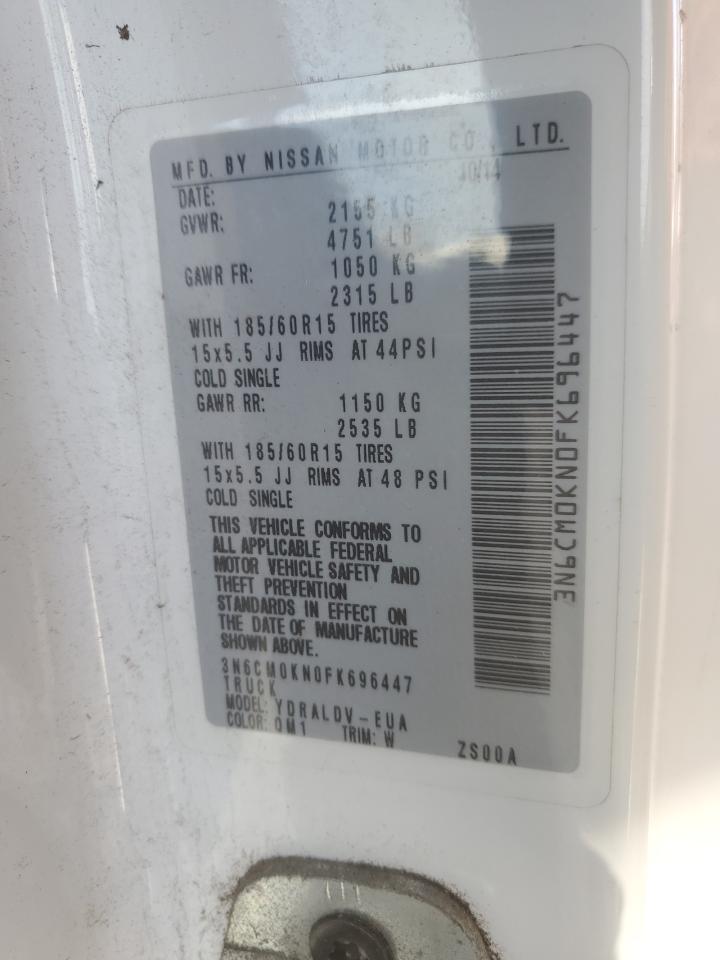 MFD. BY NISSAN MOTOR CO., LTD.
DATE: 10/14
GVWR: 2155 KG
4751 LB
GAWR FR: 1050 KG
2315 LB
WITH 185/60R15 TIRES
15x5.5 JJ RIMS AT 44PSI
COLD SINGLE
GAWR RR: 1150 KG
2535 LB
WITH 185/60R15 TIRES
15x5.5 JJ RIMS AT 48 PSI
COLD SINGLE
THIS VEHICLE CONFORMS TO
ALL APPLICABLE FEDERAL
MOTOR VEHICLE SAFETY AND
THEFT PREVENTION
STANDARDS IN EFFECT ON
THE DATE OF MANUFACTURE
SHOWN ABOVE.
3N6CM0KN0FK696447
TRUCK
MODEL: YDRALDV-EUA
COLOR: QM1 TRIM: W
ZS00A
3N6CM0KN0FK696447